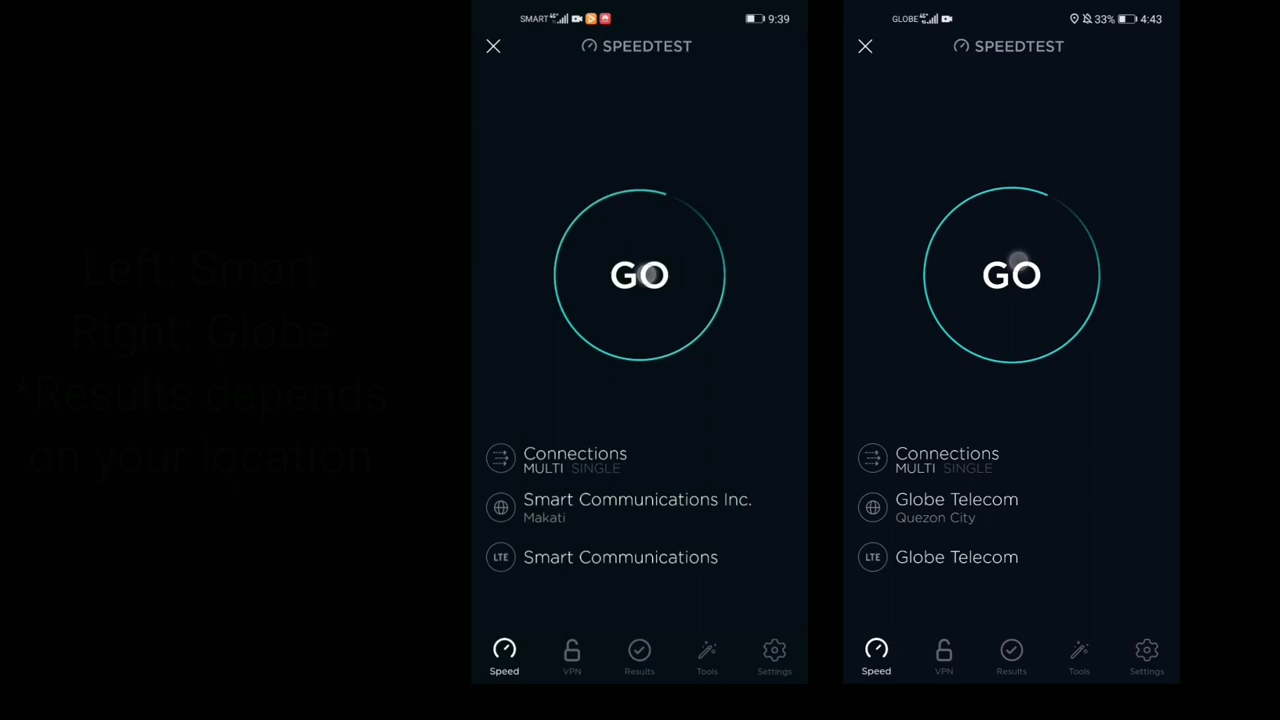 Left: Smart
Right: Globe
*Results depends
on your location
SMART 4G 9:39
SPEEDTEST
GO
Connections
MULTI SINGLE
Smart Communications Inc.
Makati
LTE Smart Communications
Speed VPN Results Tools Settings
GLOBE 4G 33% 4:43
SPEEDTEST
GO
Connections
MULTI SINGLE
Globe Telecom
Quezon City
LTE Globe Telecom
Speed VPN Results Tools Settings